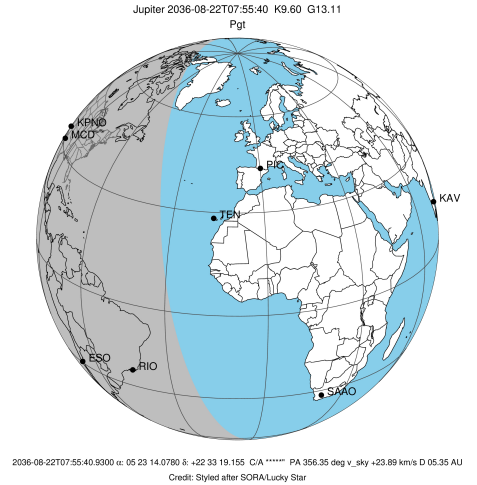 Jupiter 2036-08-22T07:55:40 K9.60 G13.11
Pgt
KPNO
MCD
PIC
KAV
TEN
ESO
RIO
SAAO
2036-08-22T07:55:40.9300 α: 05 23 14.0780 δ: +22 33 19.155 C/A *****" PA 356.35 deg v_sky +23.89 km/s D 05.35 AU
Credit: Styled after SORA/Lucky Star